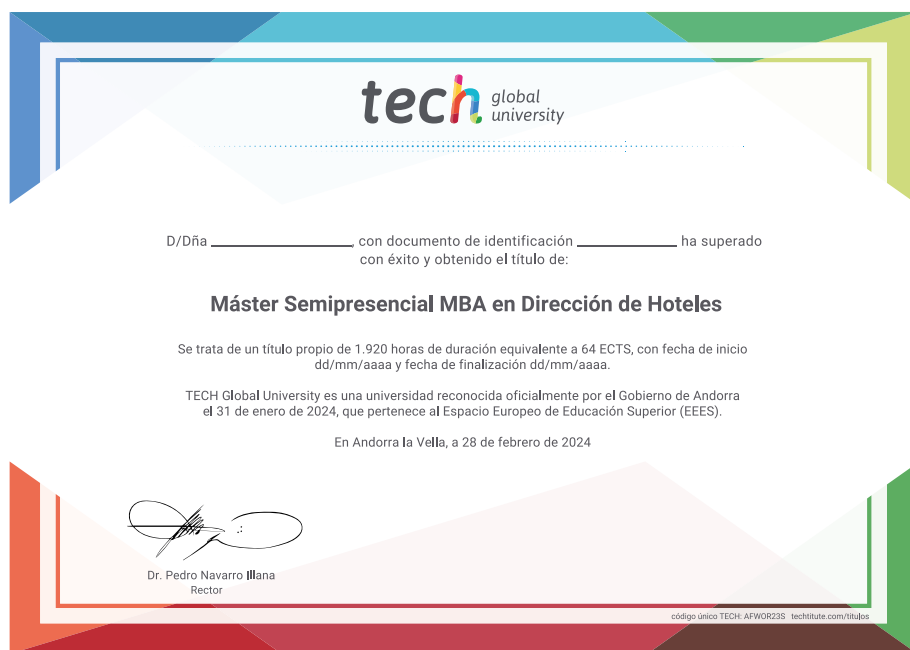 tech global university
D/Dña ______________, con documento de identificación __________ ha superado
con éxito y obtenido el título de:
Máster Semipresencial MBA en Dirección de Hoteles
Se trata de un título propio de 1.920 horas de duración equivalente a 64 ECTS, con fecha de inicio
dd/mm/aaaa y fecha de finalización dd/mm/aaaa.
TECH Global University es una universidad reconocida oficialmente por el Gobierno de Andorra
el 31 de enero de 2024, que pertenece al Espacio Europeo de Educación Superior (EEES).
En Andorra la Vella, a 28 de febrero de 2024
Dr. Pedro Navarro Illana
Rector
código único TECH: AFWOR23S techtitute.com/titulos